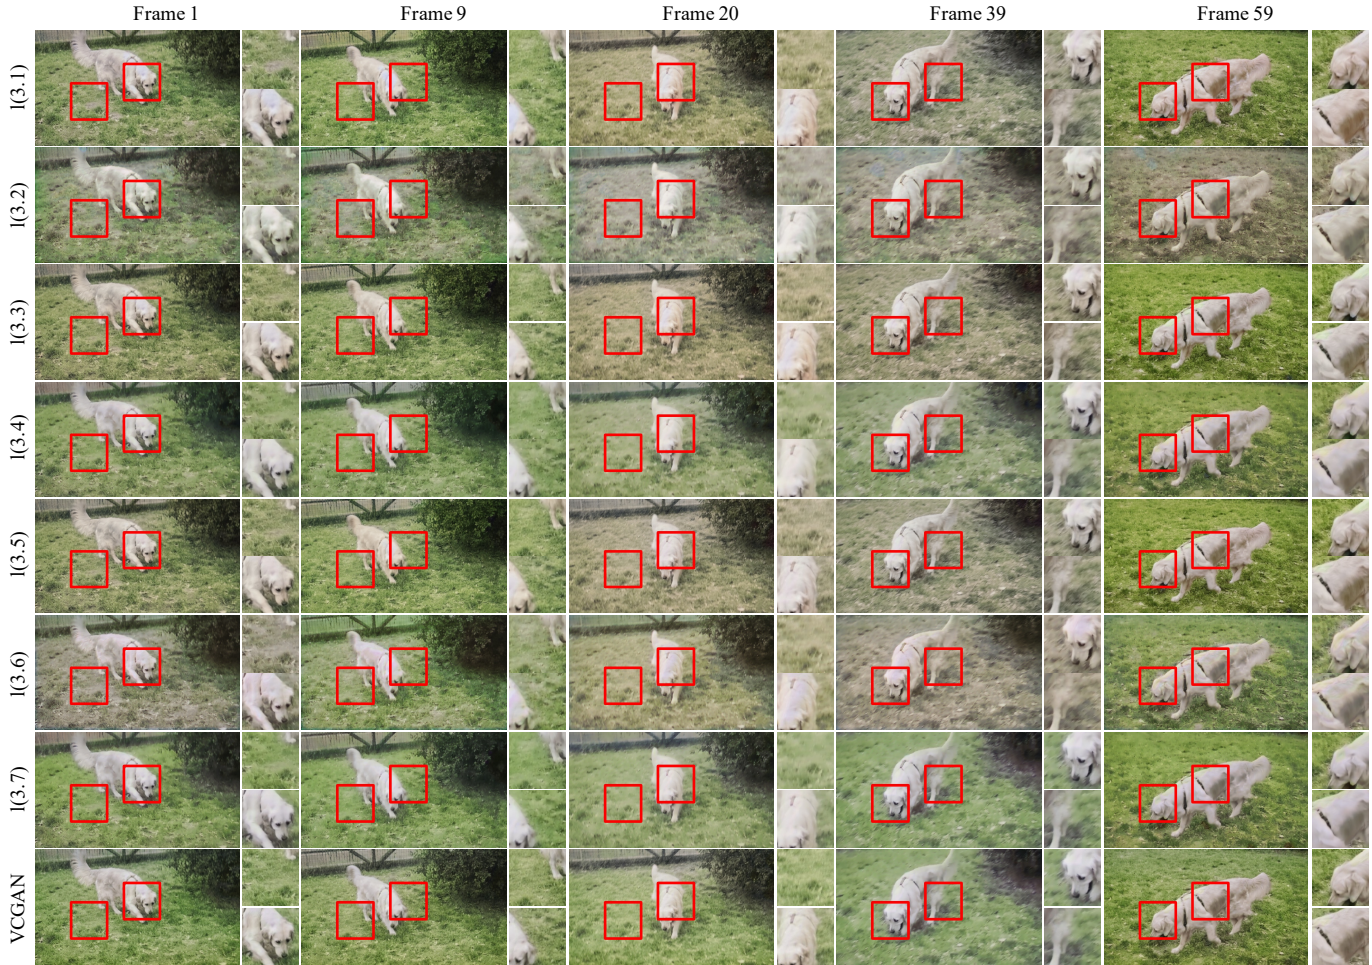 Frame 1 Frame 9 Frame 20 Frame 39 Frame 59
l(3.1)
l(3.2)
l(3.3)
l(3.4)
l(3.5)
l(3.6)
l(3.7)
VCGAN